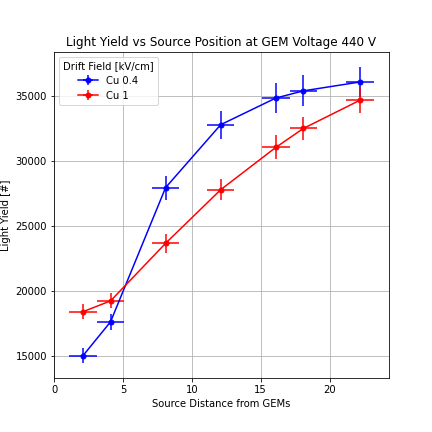 Light Yield vs Source Position at GEM Voltage 440 V
Drift Field [kV/cm]
Cu 0.4
Cu 1
Light Yield [#]
35000
30000
25000
20000
15000
0 5 10 15 20
Source Distance from GEMs